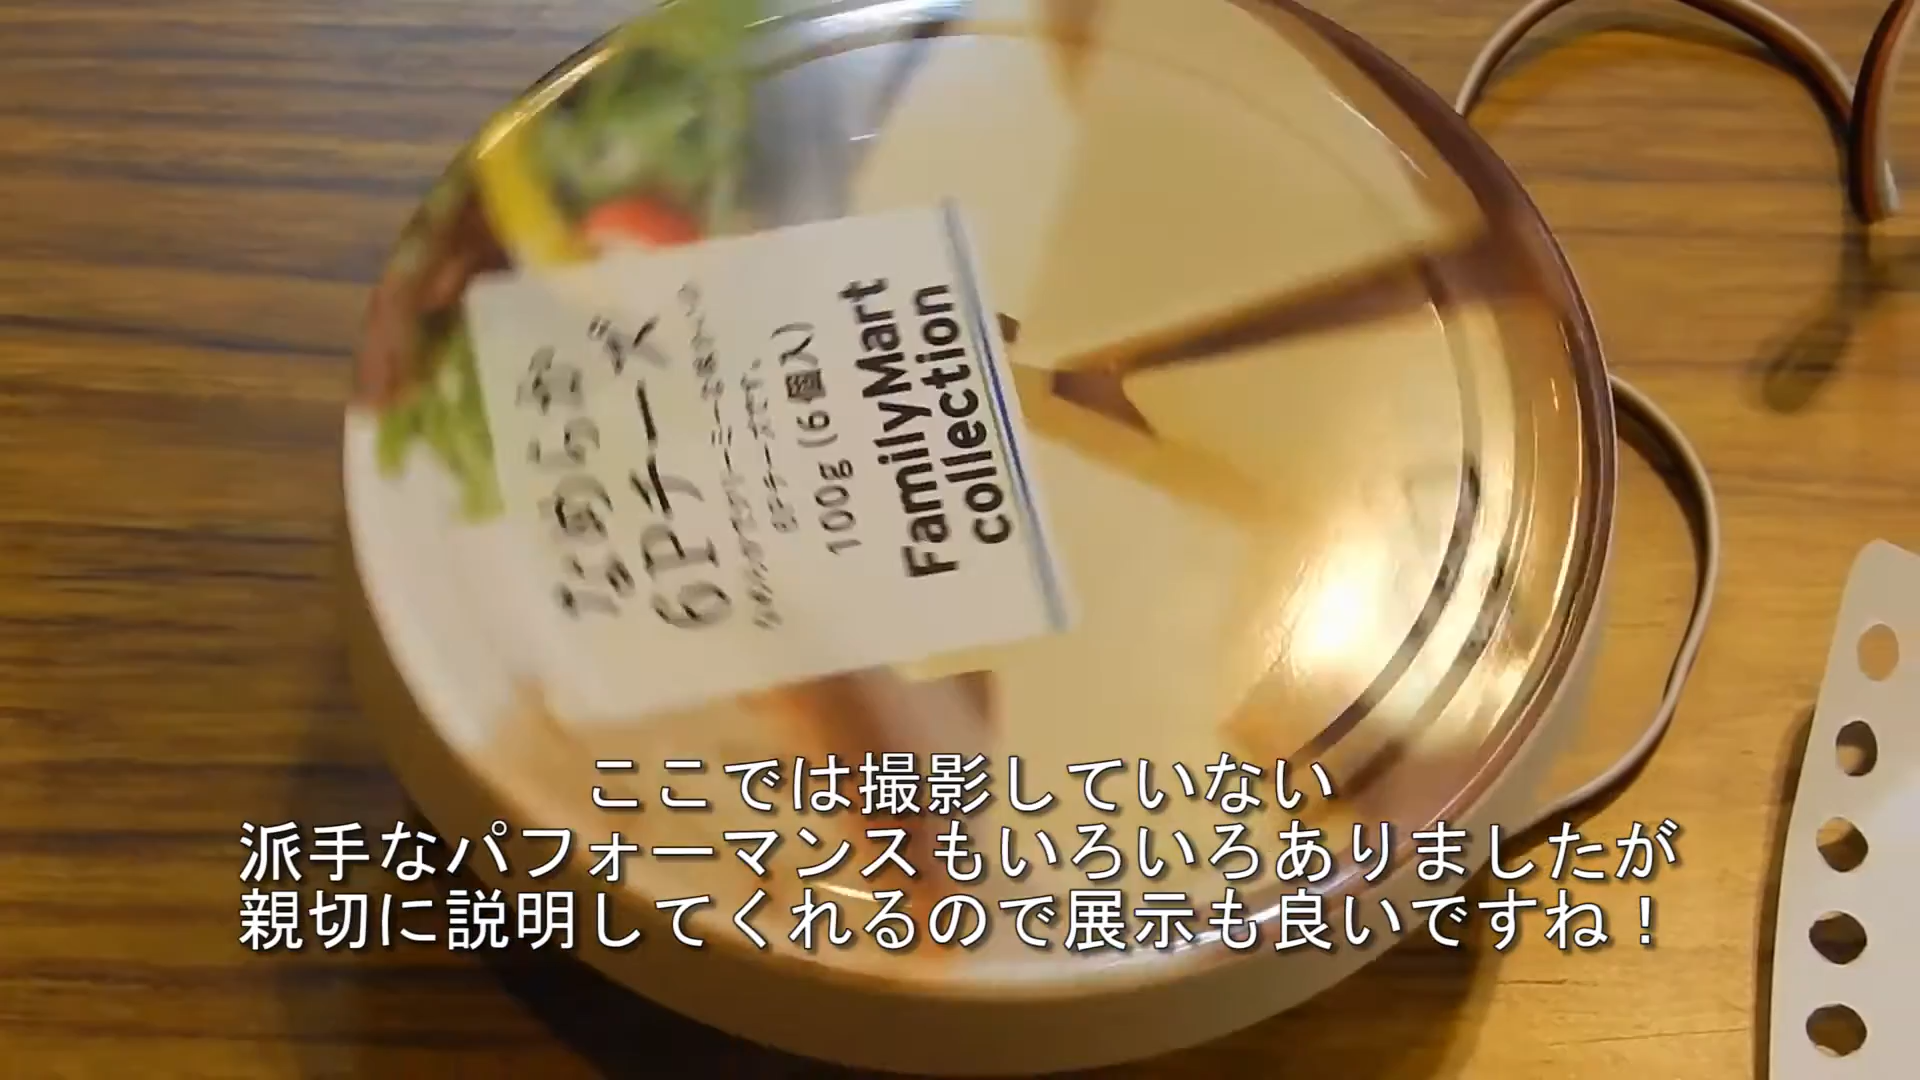 なめらか
6Pチーズ
100g（6個入）
FamilyMart
collection
ここでは撮影していない
派手なパフォーマンスもいろいろありましたが
親切に説明してくれるので展示も良いですね！